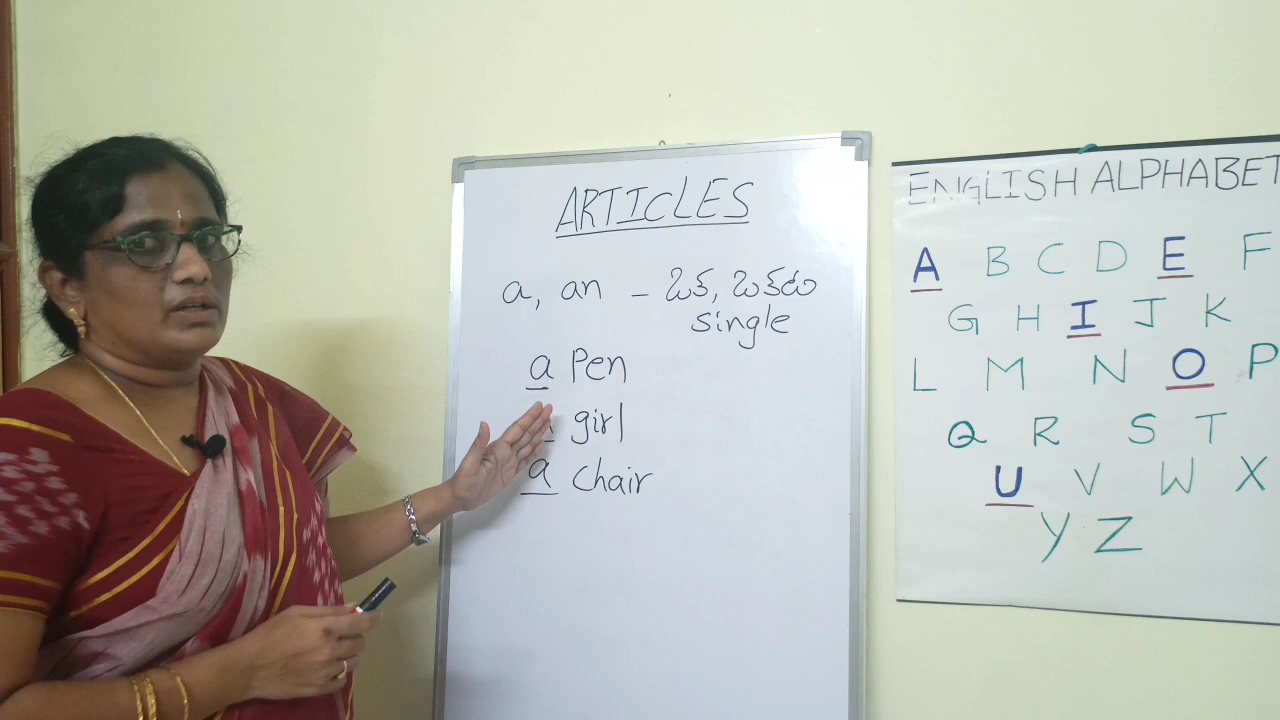 ARTICLES
a, an – ఒక, ఒకటి
single
a Pen
girl
a chair
ENGLISH ALPHABET
A B C D E F
G H I J K
L M N O P
Q R S T
U V W X
Y Z